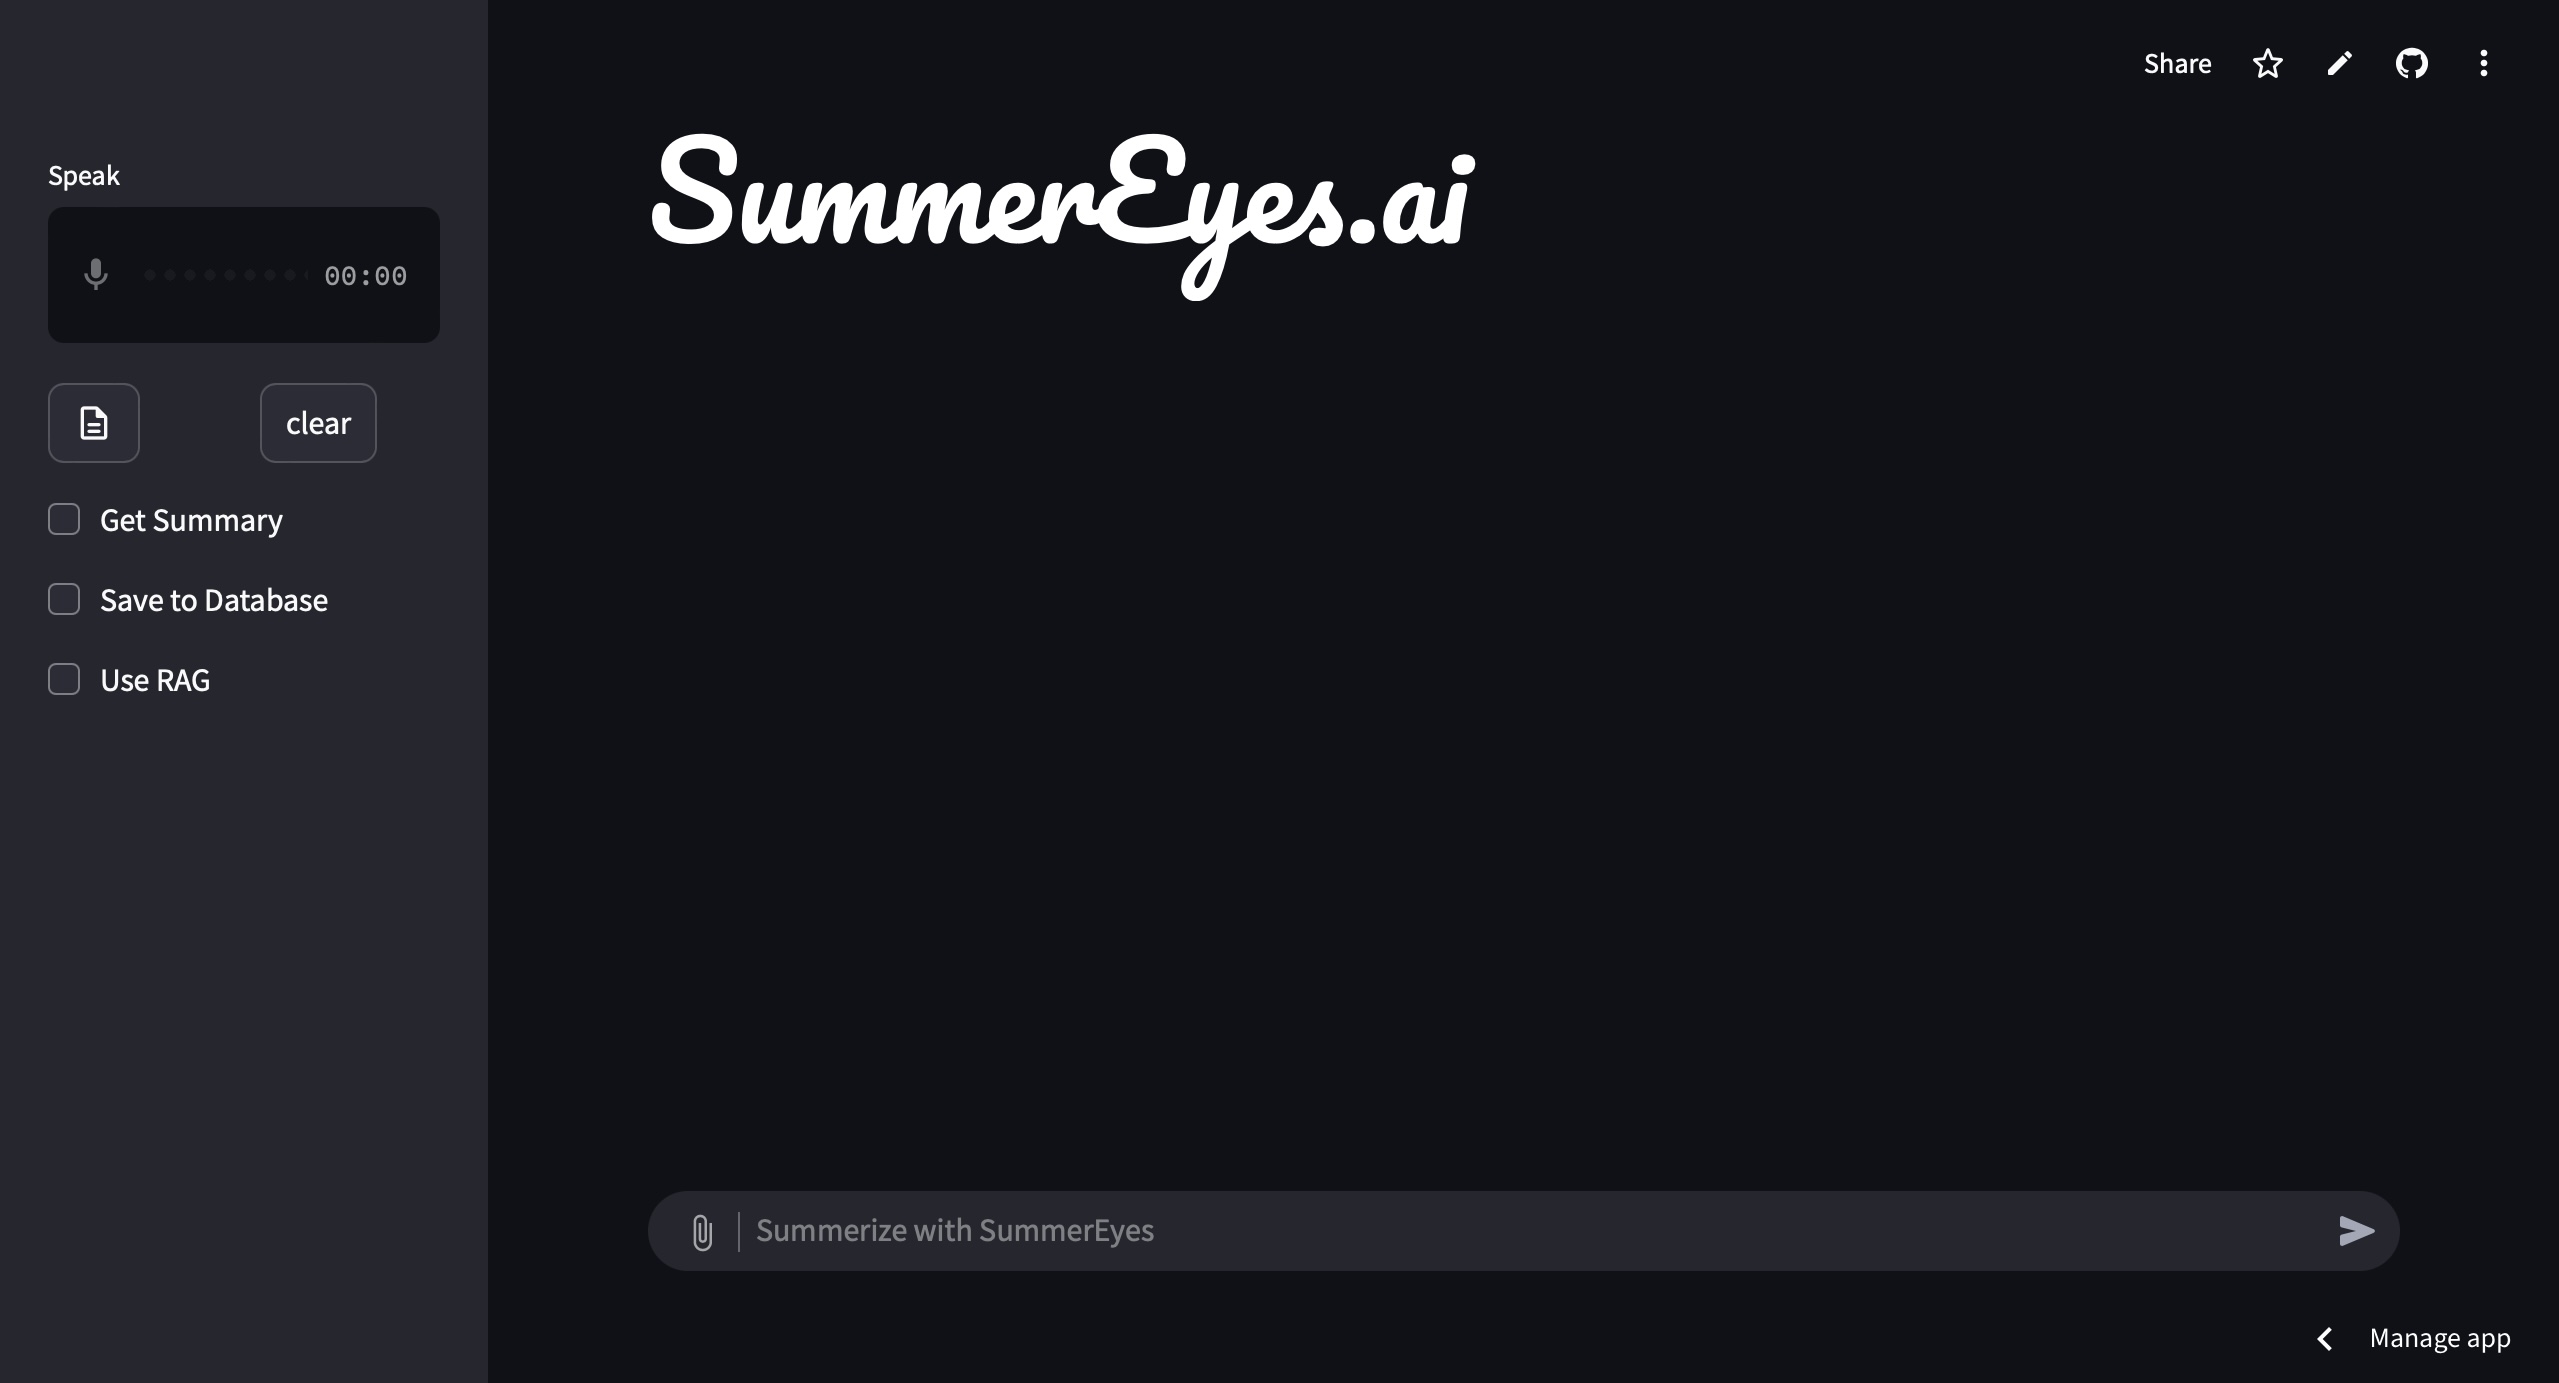 Share
SummerEyes.ai
Speak
00:00
clear
Get Summary
Save to Database
Use RAG
Summerize with SummerEyes
Manage app